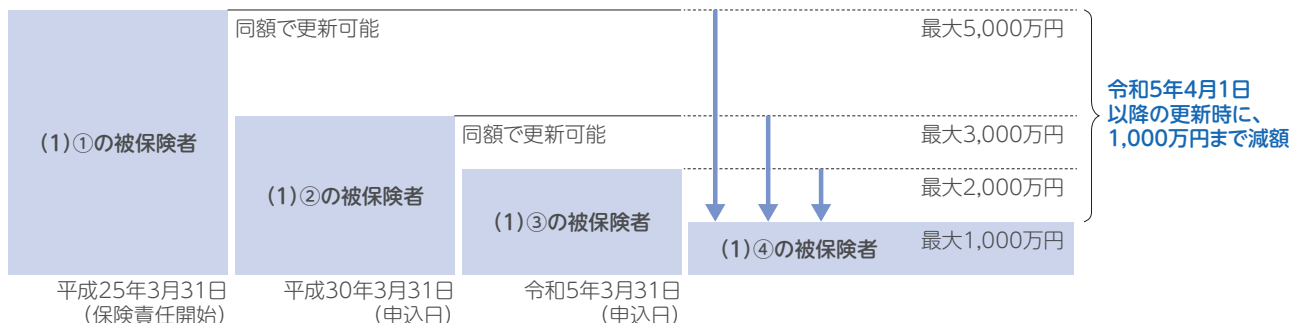 同額で更新可能
最大5,000万円
令和5年4月1日
以降の更新時に、
1,000万円まで減額
(1)①の被保険者
同額で更新可能
最大3,000万円
(1)②の被保険者
最大2,000万円
(1)③の被保険者
(1)④の被保険者
最大1,000万円
平成25年3月31日
(保険責任開始)
平成30年3月31日
(申込日)
令和5年3月31日
(申込日)